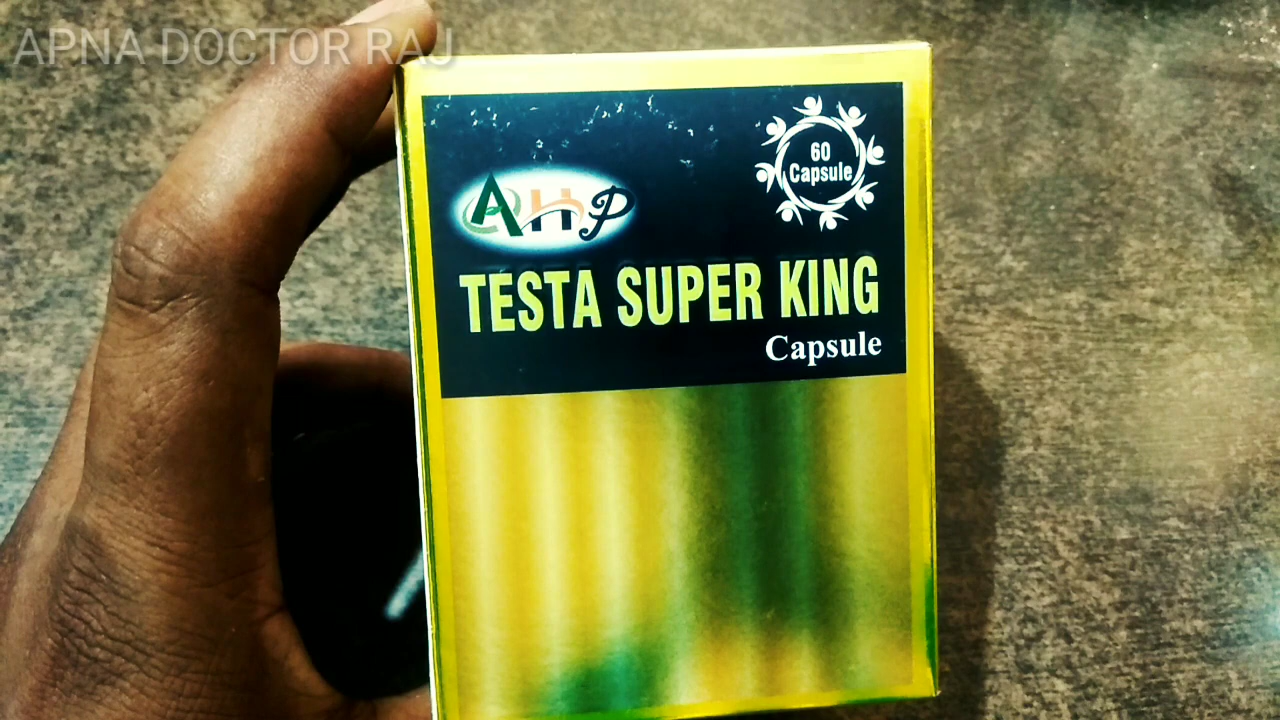 APNA DOCTOR RAJ
60
Capsule
AHP
TESTA SUPER KING
Capsule